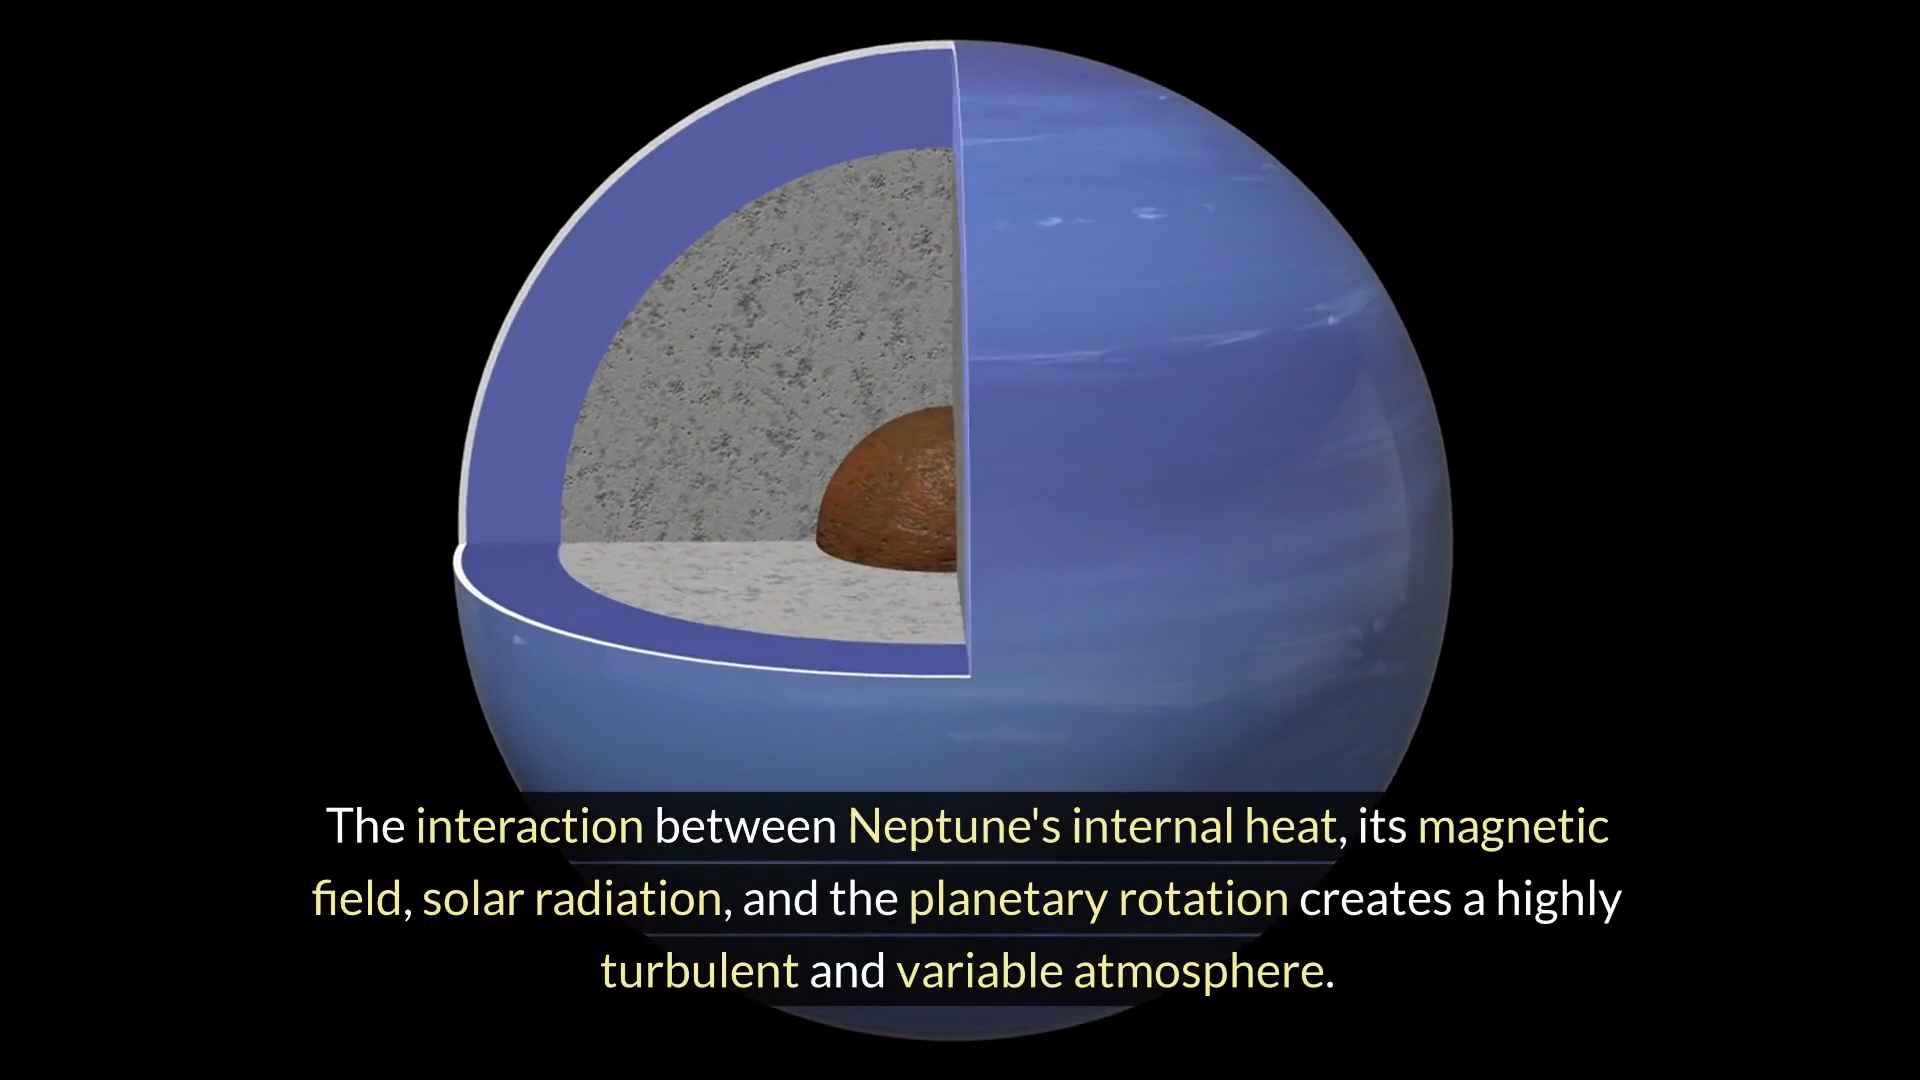 The interaction between Neptune's internal heat, its magnetic
field, solar radiation, and the planetary rotation creates a highly
turbulent and variable atmosphere.